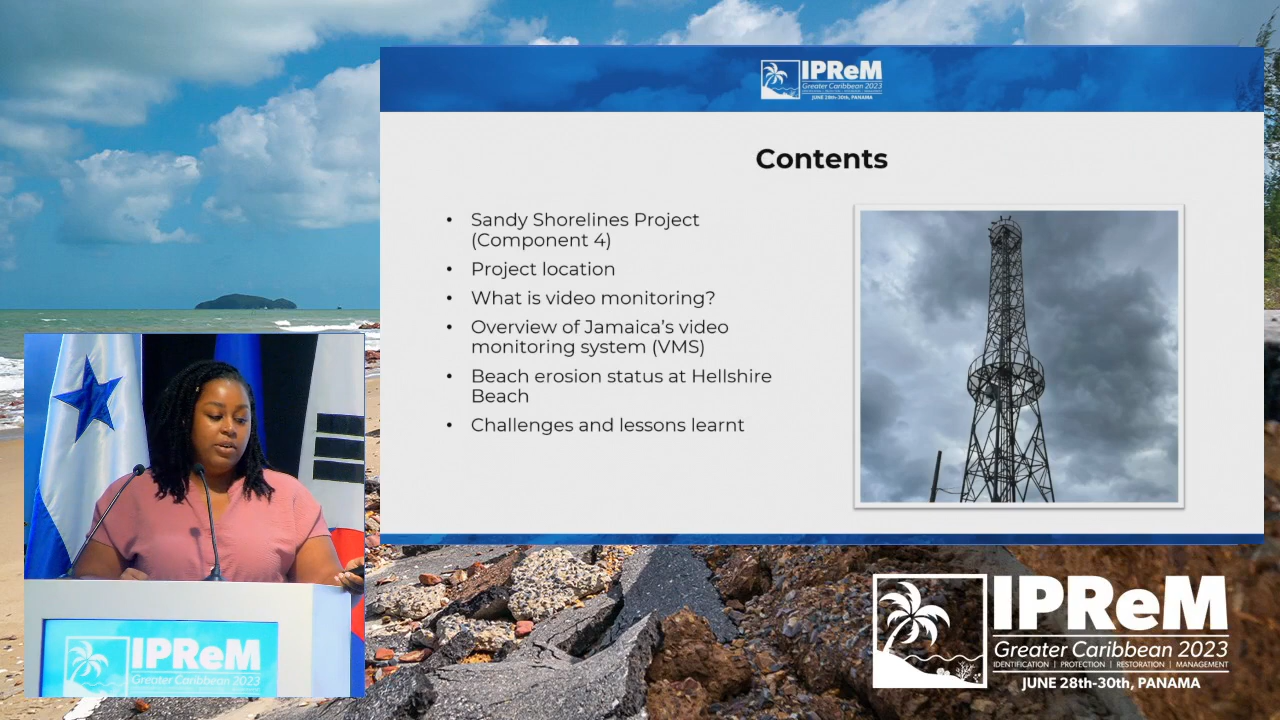 IPReM
Greater Caribbean 2023
JUNE 28th-30th, PANAMA
Contents
• Sandy Shorelines Project
(Component 4)
• Project location
• What is video monitoring?
• Overview of Jamaica's video
monitoring system (VMS)
• Beach erosion status at Hellshire
Beach
• Challenges and lessons learnt
IPReM
Greater Caribbean 2023
IPReM
Greater Caribbean 2023
IDENTIFICATION | PROTECTION | RESTORATION | MANAGEMENT
JUNE 28th-30th, PANAMA